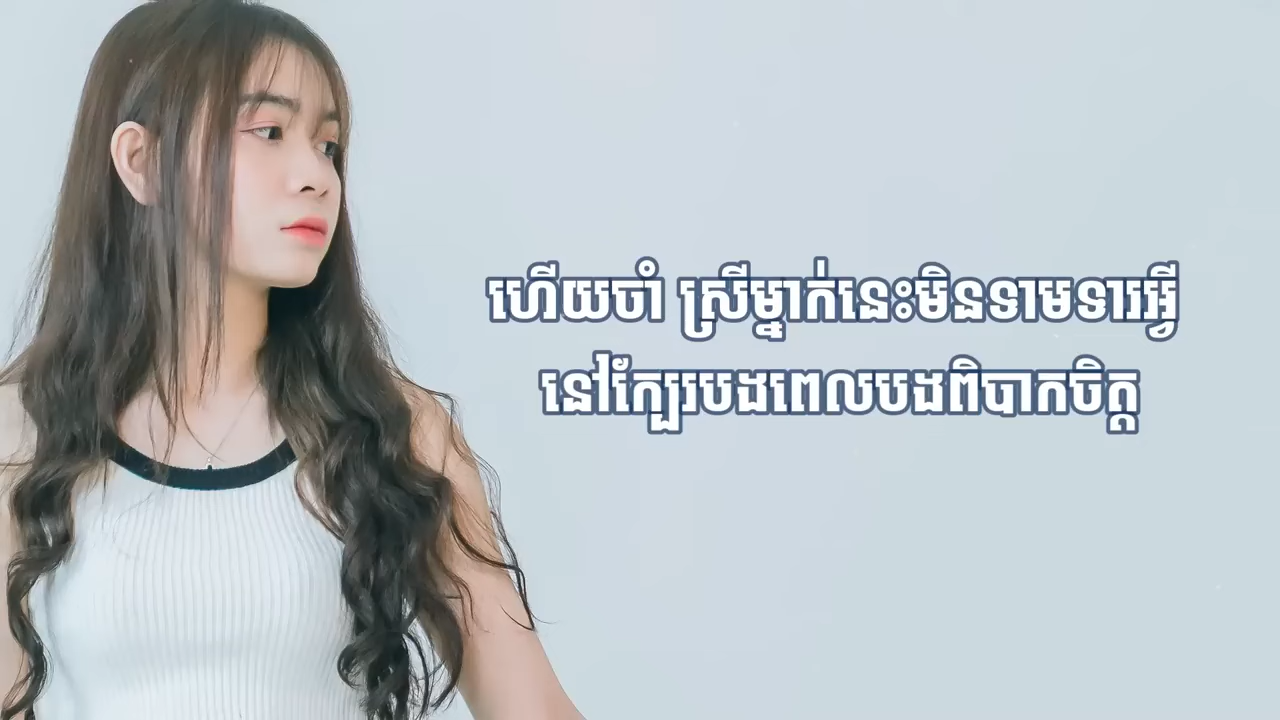 ហើយចាំ ស្រីម្នាក់នេះមិនទាមទារអ្វី
នៅក្បែរបងពេលបងពិបាកចិត្ត